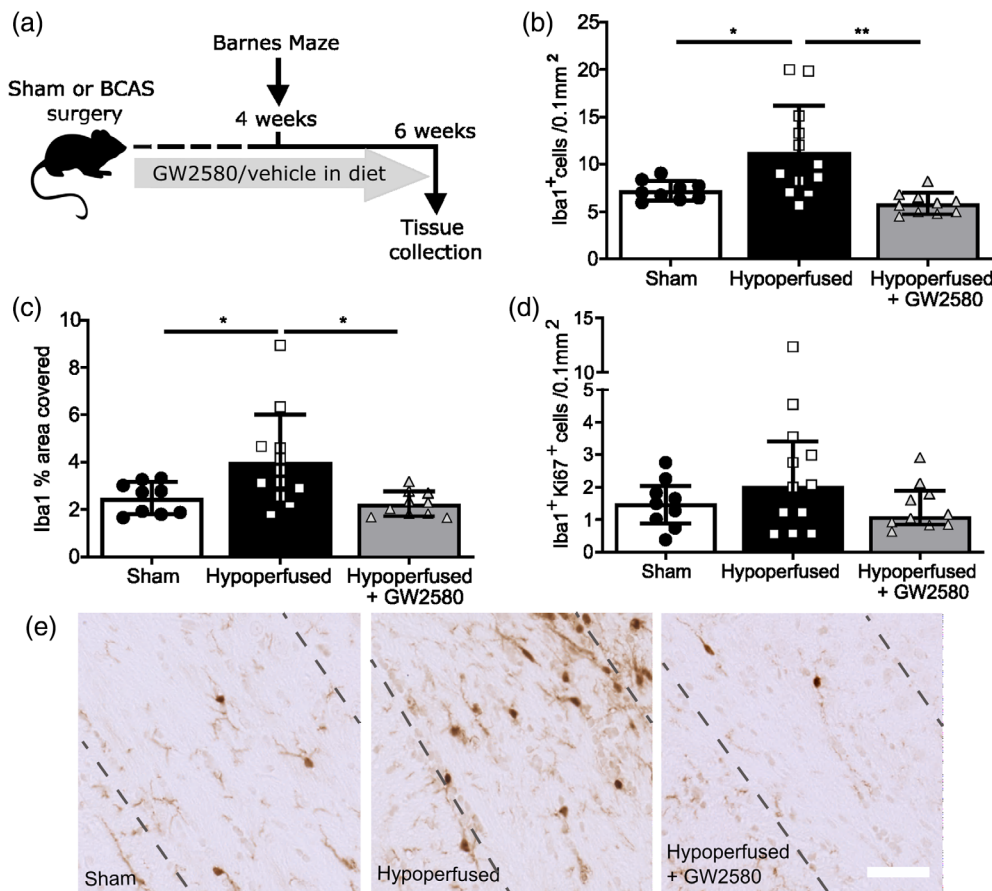 (a)
Barnes Maze
Sham or BCAS
surgery
4 weeks
6 weeks
GW2580/vehicle in diet
Tissue
collection
(b)
Iba1+cells /0.1mm2
25
20
15
10
5
0
*
**
Sham
Hypoperfused
Hypoperfused
+ GW2580
(c)
Iba1 % area covered
10
8
6
4
2
0
*
*
Sham
Hypoperfused
Hypoperfused
+ GW2580
(d)
Iba1+Ki67+cells /0.1mm2
15
10
5
4
3
2
1
0
Sham
Hypoperfused
Hypoperfused
+ GW2580
(e)
Sham
Hypoperfused
Hypoperfused
+ GW2580